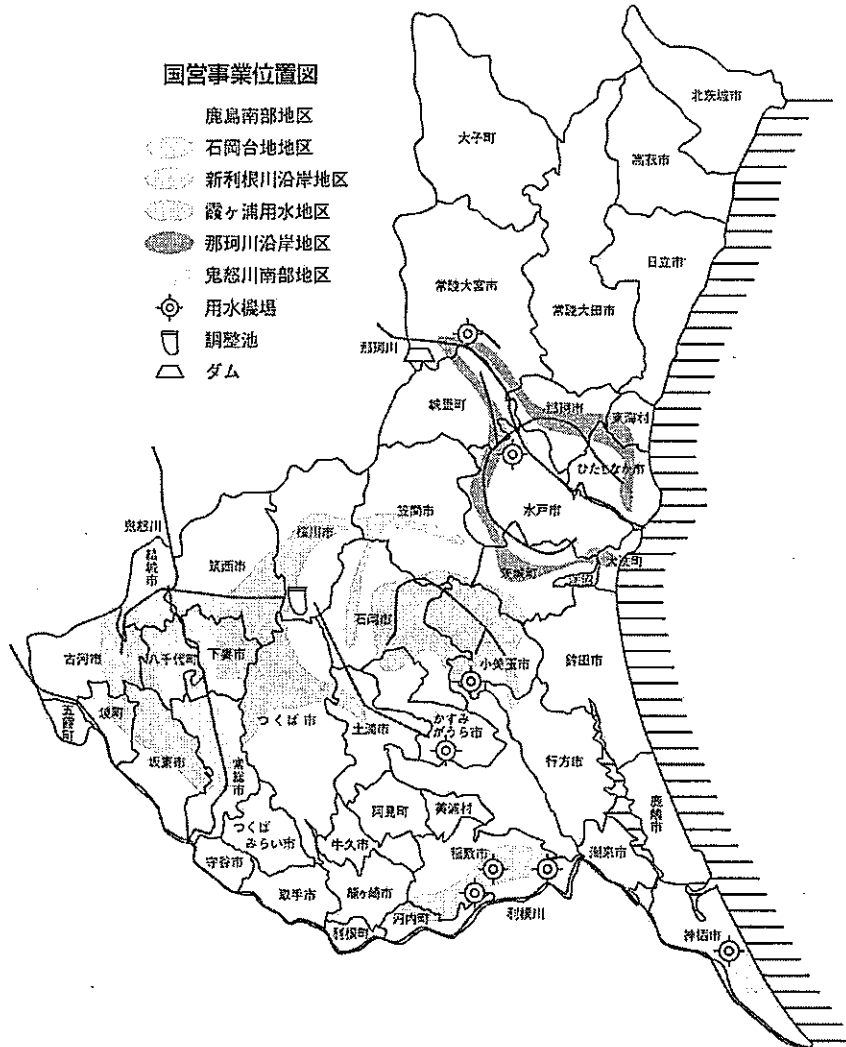 国営事業位置図
鹿島南部地区
石岡台地地区
新利根川沿岸地区
霞ヶ浦用水地区
那珂川沿岸地区
鬼怒川南部地区
用水機場
調整池
ダム
北茨城市
大子町
高萩市
日立市
常陸大宮市
常陸大田市
那珂川
城里町
那珂市
東海村
ひたちなか市
水戸市
笠間市
桜川市
鬼怒川
結城市
筑西市
茨城町
大洗町
涸沼
石岡市
小美玉市
鉾田市
古河市
八千代町
下妻市
五霞町
境町
坂東市
常総市
つくば市
土浦市
かすみ
がうら市
行方市
鹿嶋市
阿見町
美浦村
つくば
みらい市
牛久市
稲敷市
潮来市
守谷市
取手市
龍ヶ崎市
河内町
利根町
利根川
神栖市